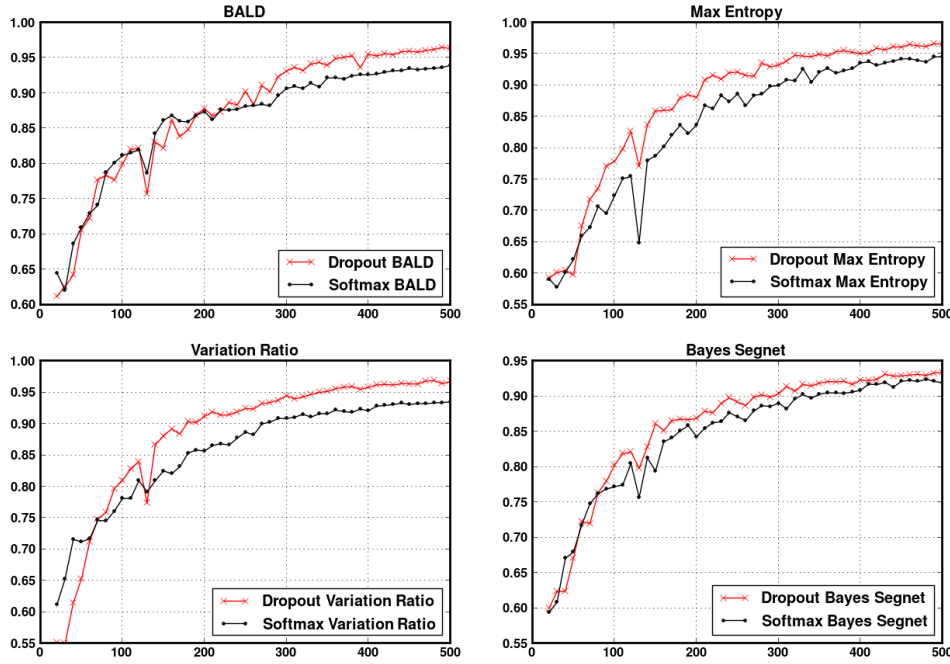 BALD
1.00
0.95
0.90
0.85
0.80
0.75
0.70
0.65
0.60
0 100 200 300 400 500
Dropout BALD
Softmax BALD
Max Entropy
1.00
0.95
0.90
0.85
0.80
0.75
0.70
0.65
0.60
0.55
0 100 200 300 400 500
Dropout Max Entropy
Softmax Max Entropy
Variation Ratio
1.00
0.95
0.90
0.85
0.80
0.75
0.70
0.65
0.60
0.55
0 100 200 300 400 500
Dropout Variation Ratio
Softmax Variation Ratio
Bayes Segnet
0.95
0.90
0.85
0.80
0.75
0.70
0.65
0.60
0.55
0 100 200 300 400 500
Dropout Bayes Segnet
Softmax Bayes Segnet